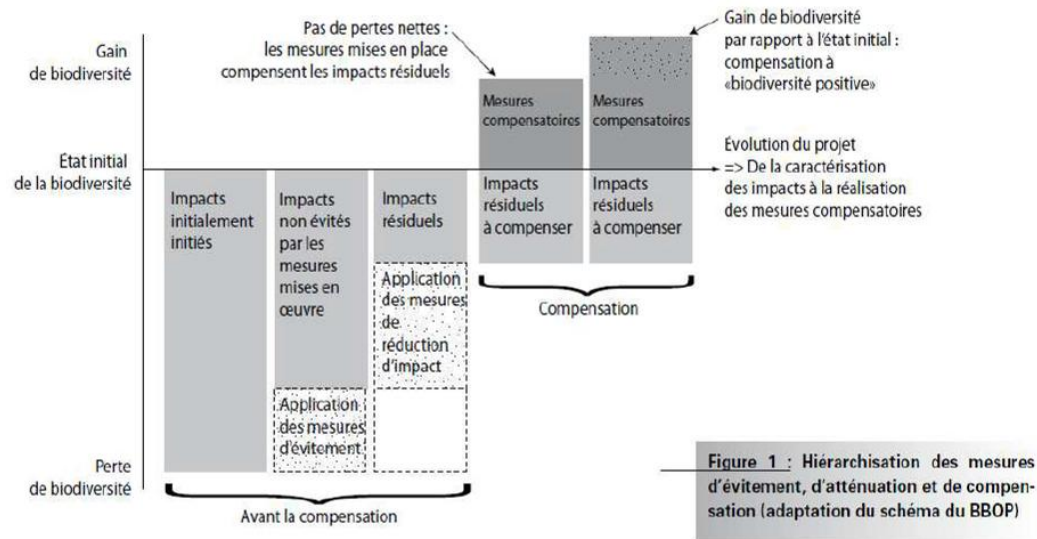 Gain
de biodiversité
Pas de pertes nettes :
les mesures mises en place
compensent les impacts résiduels
Gain de biodiversité
par rapport à l'état initial :
compensation à
«biodiversité positive»
Mesures
compensatoires
Mesures
compensatoires
État initial
de la biodiversité
Évolution du projet
=> De la caractérisation
des impacts à la réalisation
des mesures compensatoires
Impacts
initialement
initiés
Impacts
non évités
par les
mesures
mises en
œuvre
Impacts
résiduels
Impacts
résiduels
à compenser
Impacts
résiduels
à compenser
Application
des mesures
de
réduction
d'impact
Application
des mesures
d'évitement
Compensation
Perte
de biodiversité
Avant la compensation
Figure 1 : Hiérarchisation des mesures
d'évitement, d'atténuation et de compen-
sation (adaptation du schéma du BBOP)